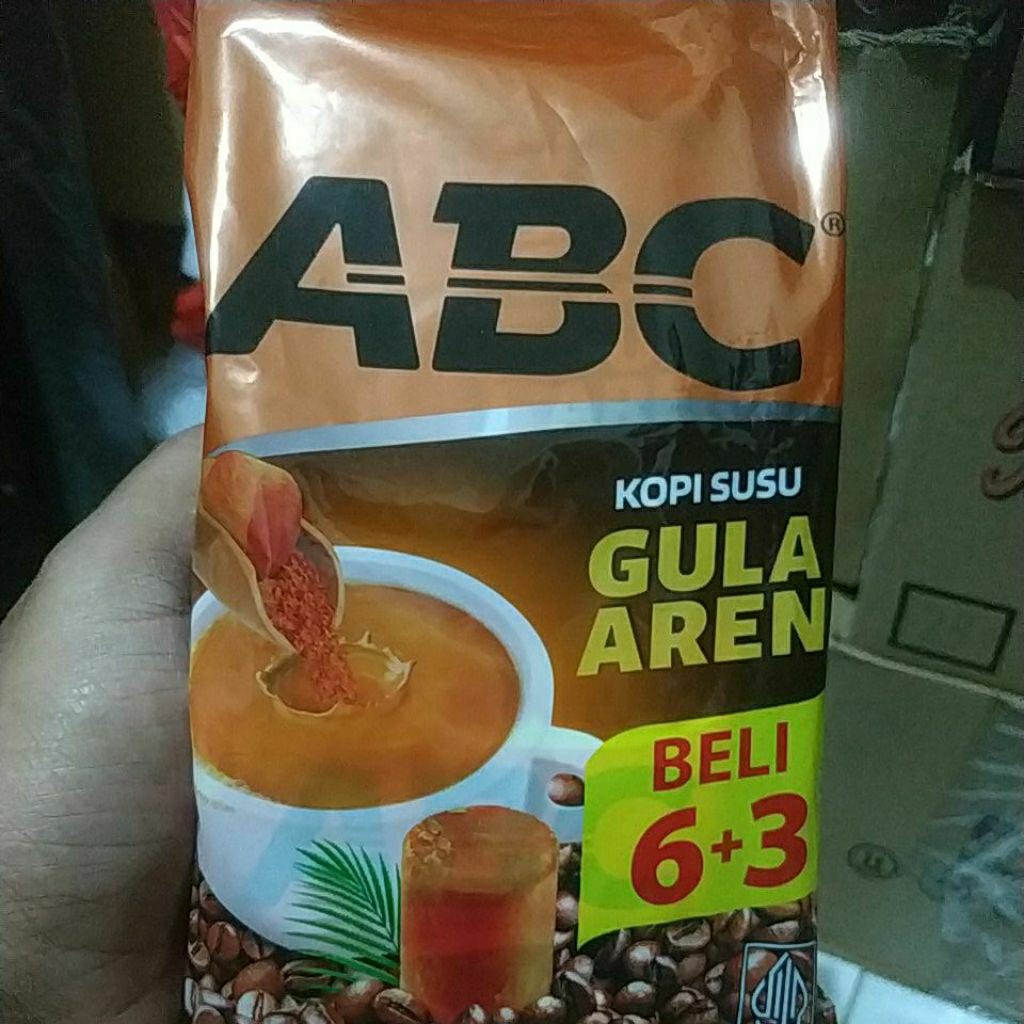 ABC®
KOPI SUSU
GULA
AREN
BELI
6+3